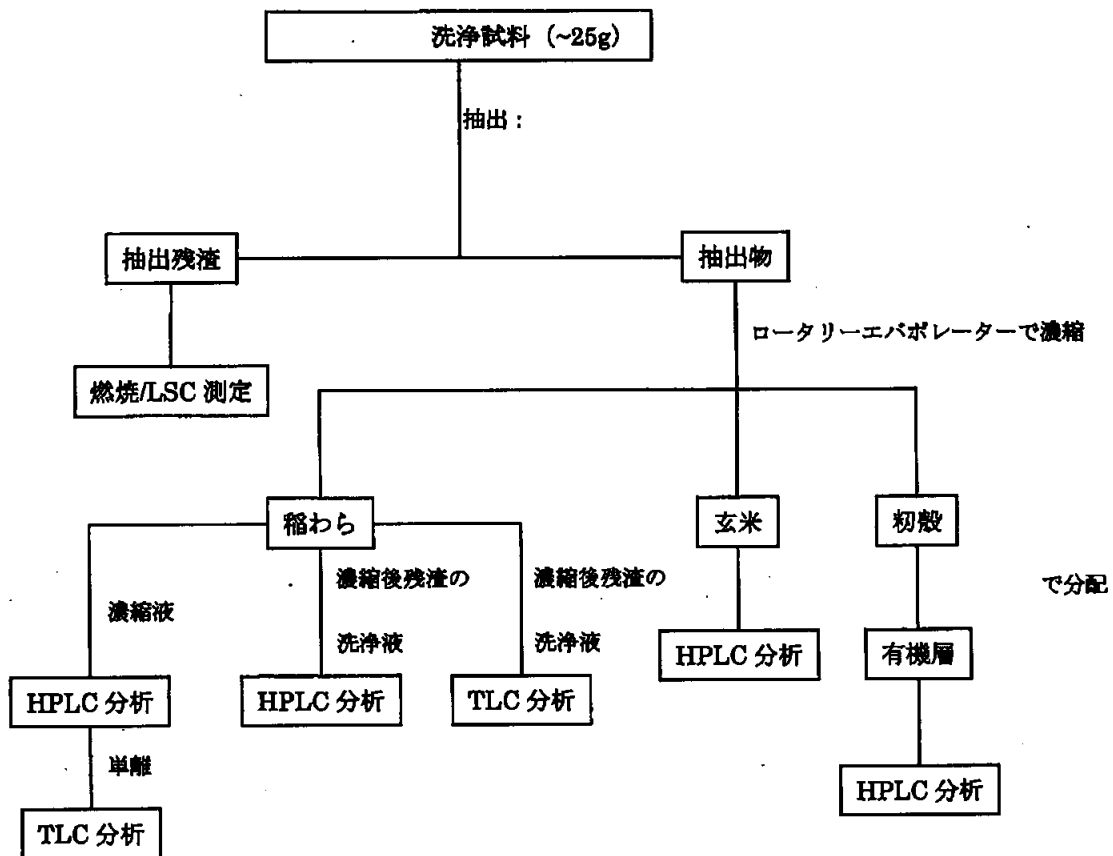 洗浄試料 (~25g)
抽出：
抽出残渣
抽出物
ロータリーエバポレーターで濃縮
燃焼/LSC 測定
稲わら
玄米
籾殻
濃縮液
濃縮後残渣の
洗浄液
濃縮後残渣の
洗浄液
で分配
HPLC 分析
有機層
HPLC 分析
HPLC 分析
TLC 分析
単離
HPLC 分析
TLC 分析